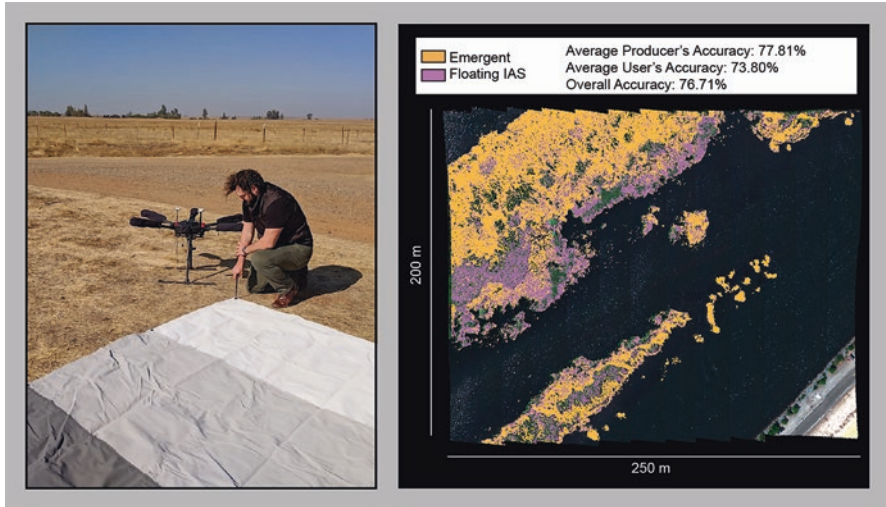 Emergent
Floating IAS
Average Producer's Accuracy: 77.81%
Average User's Accuracy: 73.80%
Overall Accuracy: 76.71%
200 m
250 m